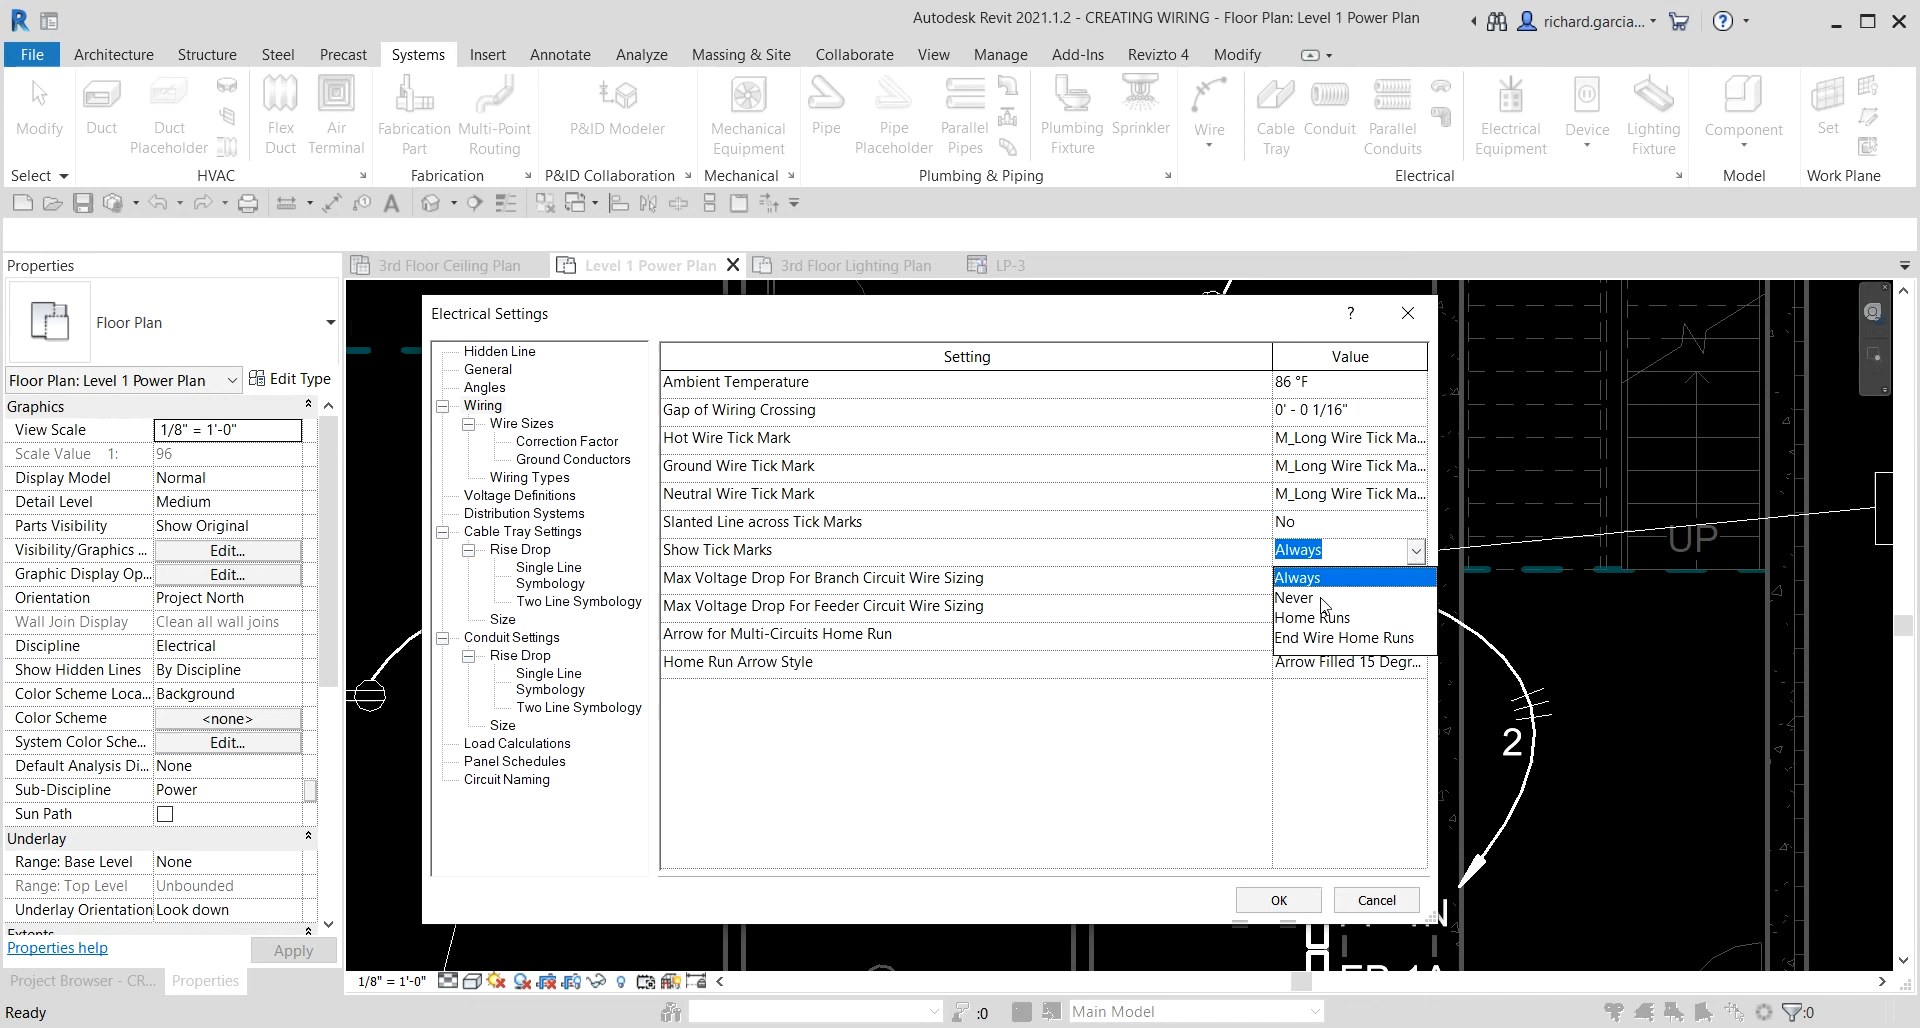 Autodesk Revit 2021.1.2 - CREATING WIRING - Floor Plan: Level 1 Power Plan
richard.garcia...
File Architecture Structure Steel Precast Systems Insert Annotate Analyze Massing & Site Collaborate View Manage Add-Ins Revizto 4 Modify
Modify
Duct
Duct Placeholder
Flex Duct
Air Terminal
Fabrication Part
Multi-Point Routing
P&ID Modeler
Mechanical Equipment
Pipe
Pipe Placeholder
Parallel Pipes
Plumbing Fixture
Sprinkler
Wire
Cable Tray
Conduit
Parallel Conduits
Electrical Equipment
Device
Lighting Fixture
Component
Set
Select HVAC Fabrication P&ID Collaboration Mechanical Plumbing & Piping Electrical Model Work Plane
Properties
3rd Floor Ceiling Plan Level 1 Power Plan 3rd Floor Lighting Plan LP-3
Floor Plan
Floor Plan: Level 1 Power Plan Edit Type
Graphics
View Scale 1/8" = 1'-0"
Scale Value 1: 96
Display Model Normal
Detail Level Medium
Parts Visibility Show Original
Visibility/Graphics ... Edit...
Graphic Display Op... Edit...
Orientation Project North
Wall Join Display Clean all wall joins
Discipline Electrical
Show Hidden Lines By Discipline
Color Scheme Loca... Background
Color Scheme <none>
System Color Sche... Edit...
Default Analysis Di... None
Sub-Discipline Power
Sun Path
Underlay
Range: Base Level None
Range: Top Level Unbounded
Underlay Orientation Look down
Extents
Properties help Apply
Project Browser - CR... Properties
Electrical Settings
?
Hidden Line
General
Angles
Wiring
Wire Sizes
Correction Factor
Ground Conductors
Wiring Types
Voltage Definitions
Distribution Systems
Cable Tray Settings
Rise Drop
Single Line
Symbology
Two Line Symbology
Size
Conduit Settings
Rise Drop
Single Line
Symbology
Two Line Symbology
Size
Load Calculations
Panel Schedules
Circuit Naming
Setting Value
Ambient Temperature 86 °F
Gap of Wiring Crossing 0' - 0 1/16"
Hot Wire Tick Mark M_Long Wire Tick Ma...
Ground Wire Tick Mark M_Long Wire Tick Ma...
Neutral Wire Tick Mark M_Long Wire Tick Ma...
Slanted Line across Tick Marks No
Show Tick Marks Always
Max Voltage Drop For Branch Circuit Wire Sizing
Max Voltage Drop For Feeder Circuit Wire Sizing
Arrow for Multi-Circuits Home Run
Home Run Arrow Style Arrow Filled 15 Degr...
Always
Never
Home Runs
End Wire Home Runs
OK Cancel
UP
2
1/8" = 1'-0"
Ready
:0
Main Model
:0